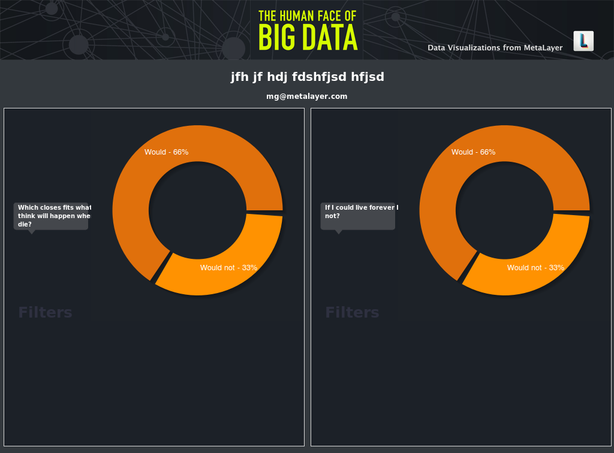 THE HUMAN FACE OF
BIG DATA
Data Visualizations from MetaLayer
L
jfh jf hdj fdshfjsd hfjsd
mg@metalayer.com
Would - 66%
Which closes fits what
think will happen whe
die?
Would not - 33%
Filters
Would - 66%
If I could live forever I
not?
Would not - 33%
Filters